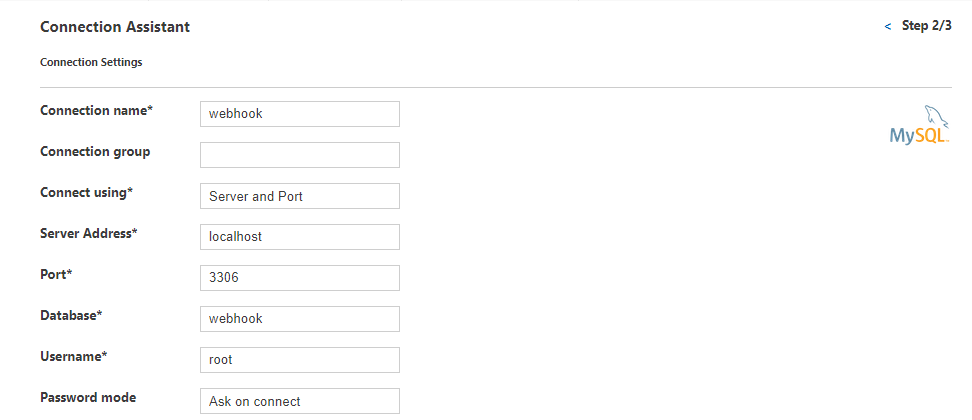 Connection Assistant
< Step 2/3
Connection Settings
Connection name* webhook
MySQL™
Connection group
Connect using* Server and Port
Server Address* localhost
Port* 3306
Database* webhook
Username* root
Password mode Ask on connect